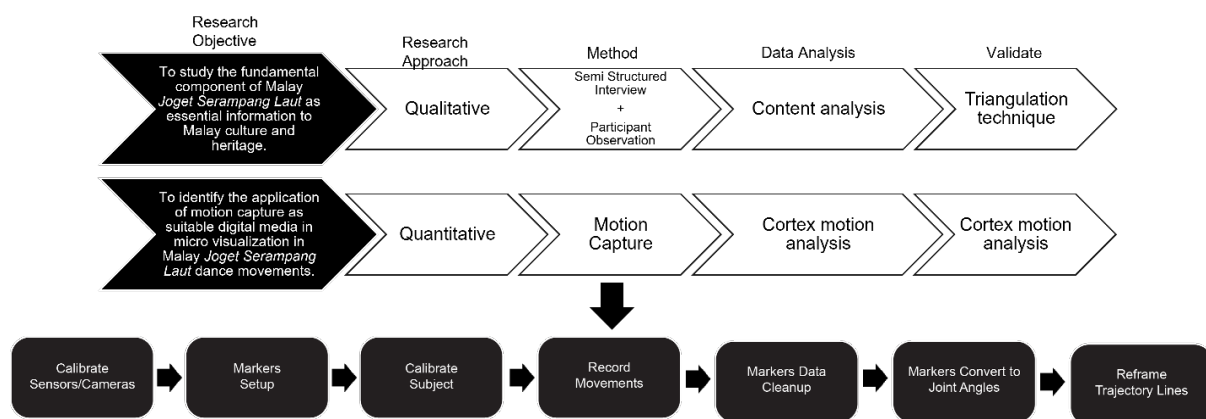 Research
Objective
Research
Approach
Method
Data Analysis
Validate
To study the fundamental
component of Malay
Joget Serampang Laut as
essential information to
Malay culture and
heritage.
Qualitative
Semi Structured
Interview
+
Participant
Observation
Content analysis
Triangulation
technique
To identify the application
of motion capture as
suitable digital media in
micro visualization in
Malay Joget Serampang
Laut dance movements.
Quantitative
Motion
Capture
Cortex motion
analysis
Cortex motion
analysis
Calibrate
Sensors/Cameras
Markers
Setup
Calibrate
Subject
Record
Movements
Markers Data
Cleanup
Markers Convert to
Joint Angles
Reframe
Trajectory Lines